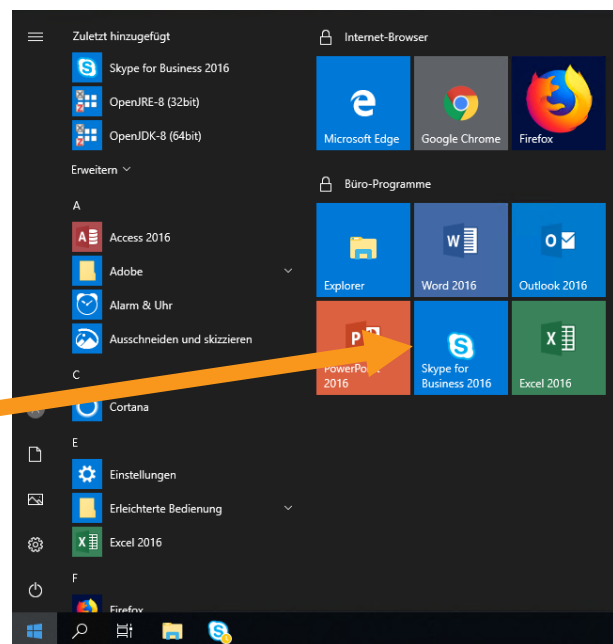 Zuletzt hinzugefügt
Skype for Business 2016
OpenJRE-8 (32bit)
OpenJDK-8 (64bit)
Erweitern
A
Access 2016
Adobe
Alarm & Uhr
Ausschneiden und skizzieren
C
Cortana
E
Einstellungen
Erleichterte Bedienung
Excel 2016
F
Firefox
Internet-Browser
Microsoft Edge
Google Chrome
Firefox
Büro-Programme
Explorer
Word 2016
Outlook 2016
PowerPoint
2016
Skype for
Business 2016
Excel 2016